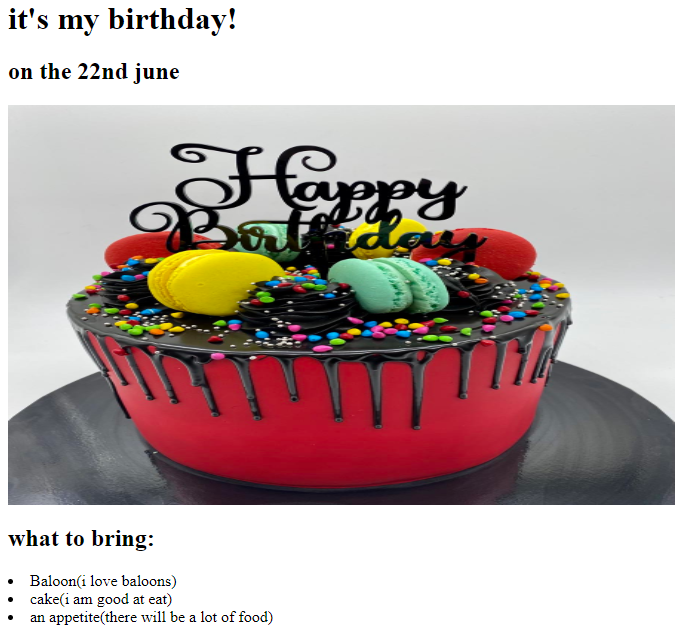 it's my birthday!
on the 22nd june
Happy
Birthday
what to bring:
Baloon(i love baloons)
cake(i am good at eat)
an appetite(there will be a lot of food)